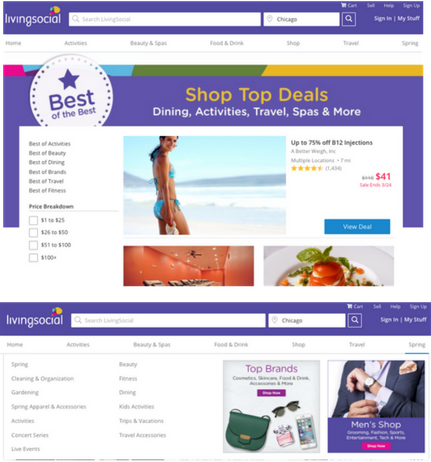 Cart Sell Help Sign Up
livingsocial Search LivingSocial Chicago Sign In | My Stuff
Home Activities Beauty & Spas Food & Drink Shop Travel Spring
Best
of the Best
Shop Top Deals
Dining, Activities, Travel, Spas & More
Best of Activities
Best of Beauty
Best of Dining
Best of Brands
Best of Travel
Best of Fitness
Price Breakdown
$1 to $25
$26 to $50
$51 to $100
$100+
Up to 75% off B12 Injections
A Better Weigh, Inc
Multiple Locations • 7 mi
(1,434)
$41
Sale Ends 3/24
View Deal
Cart Sell Help Sign Up
livingsocial Search LivingSocial Chicago Sign In | My Stuff
Home Activities Beauty & Spas Food & Drink Shop Travel Spring
Spring
Cleaning & Organization
Gardening
Spring Apparel & Accessories
Activities
Concert Series
Live Events
Beauty
Fitness
Dining
Kids Activities
Trips & Vacations
Travel Accessories
Top Brands
Cosmetics, Skincare, Food & Drink,
Accessories & More
Shop Now
Men's Shop
Grooming, Fashion, Sports,
Entertainment, Tech & More
Shop Now